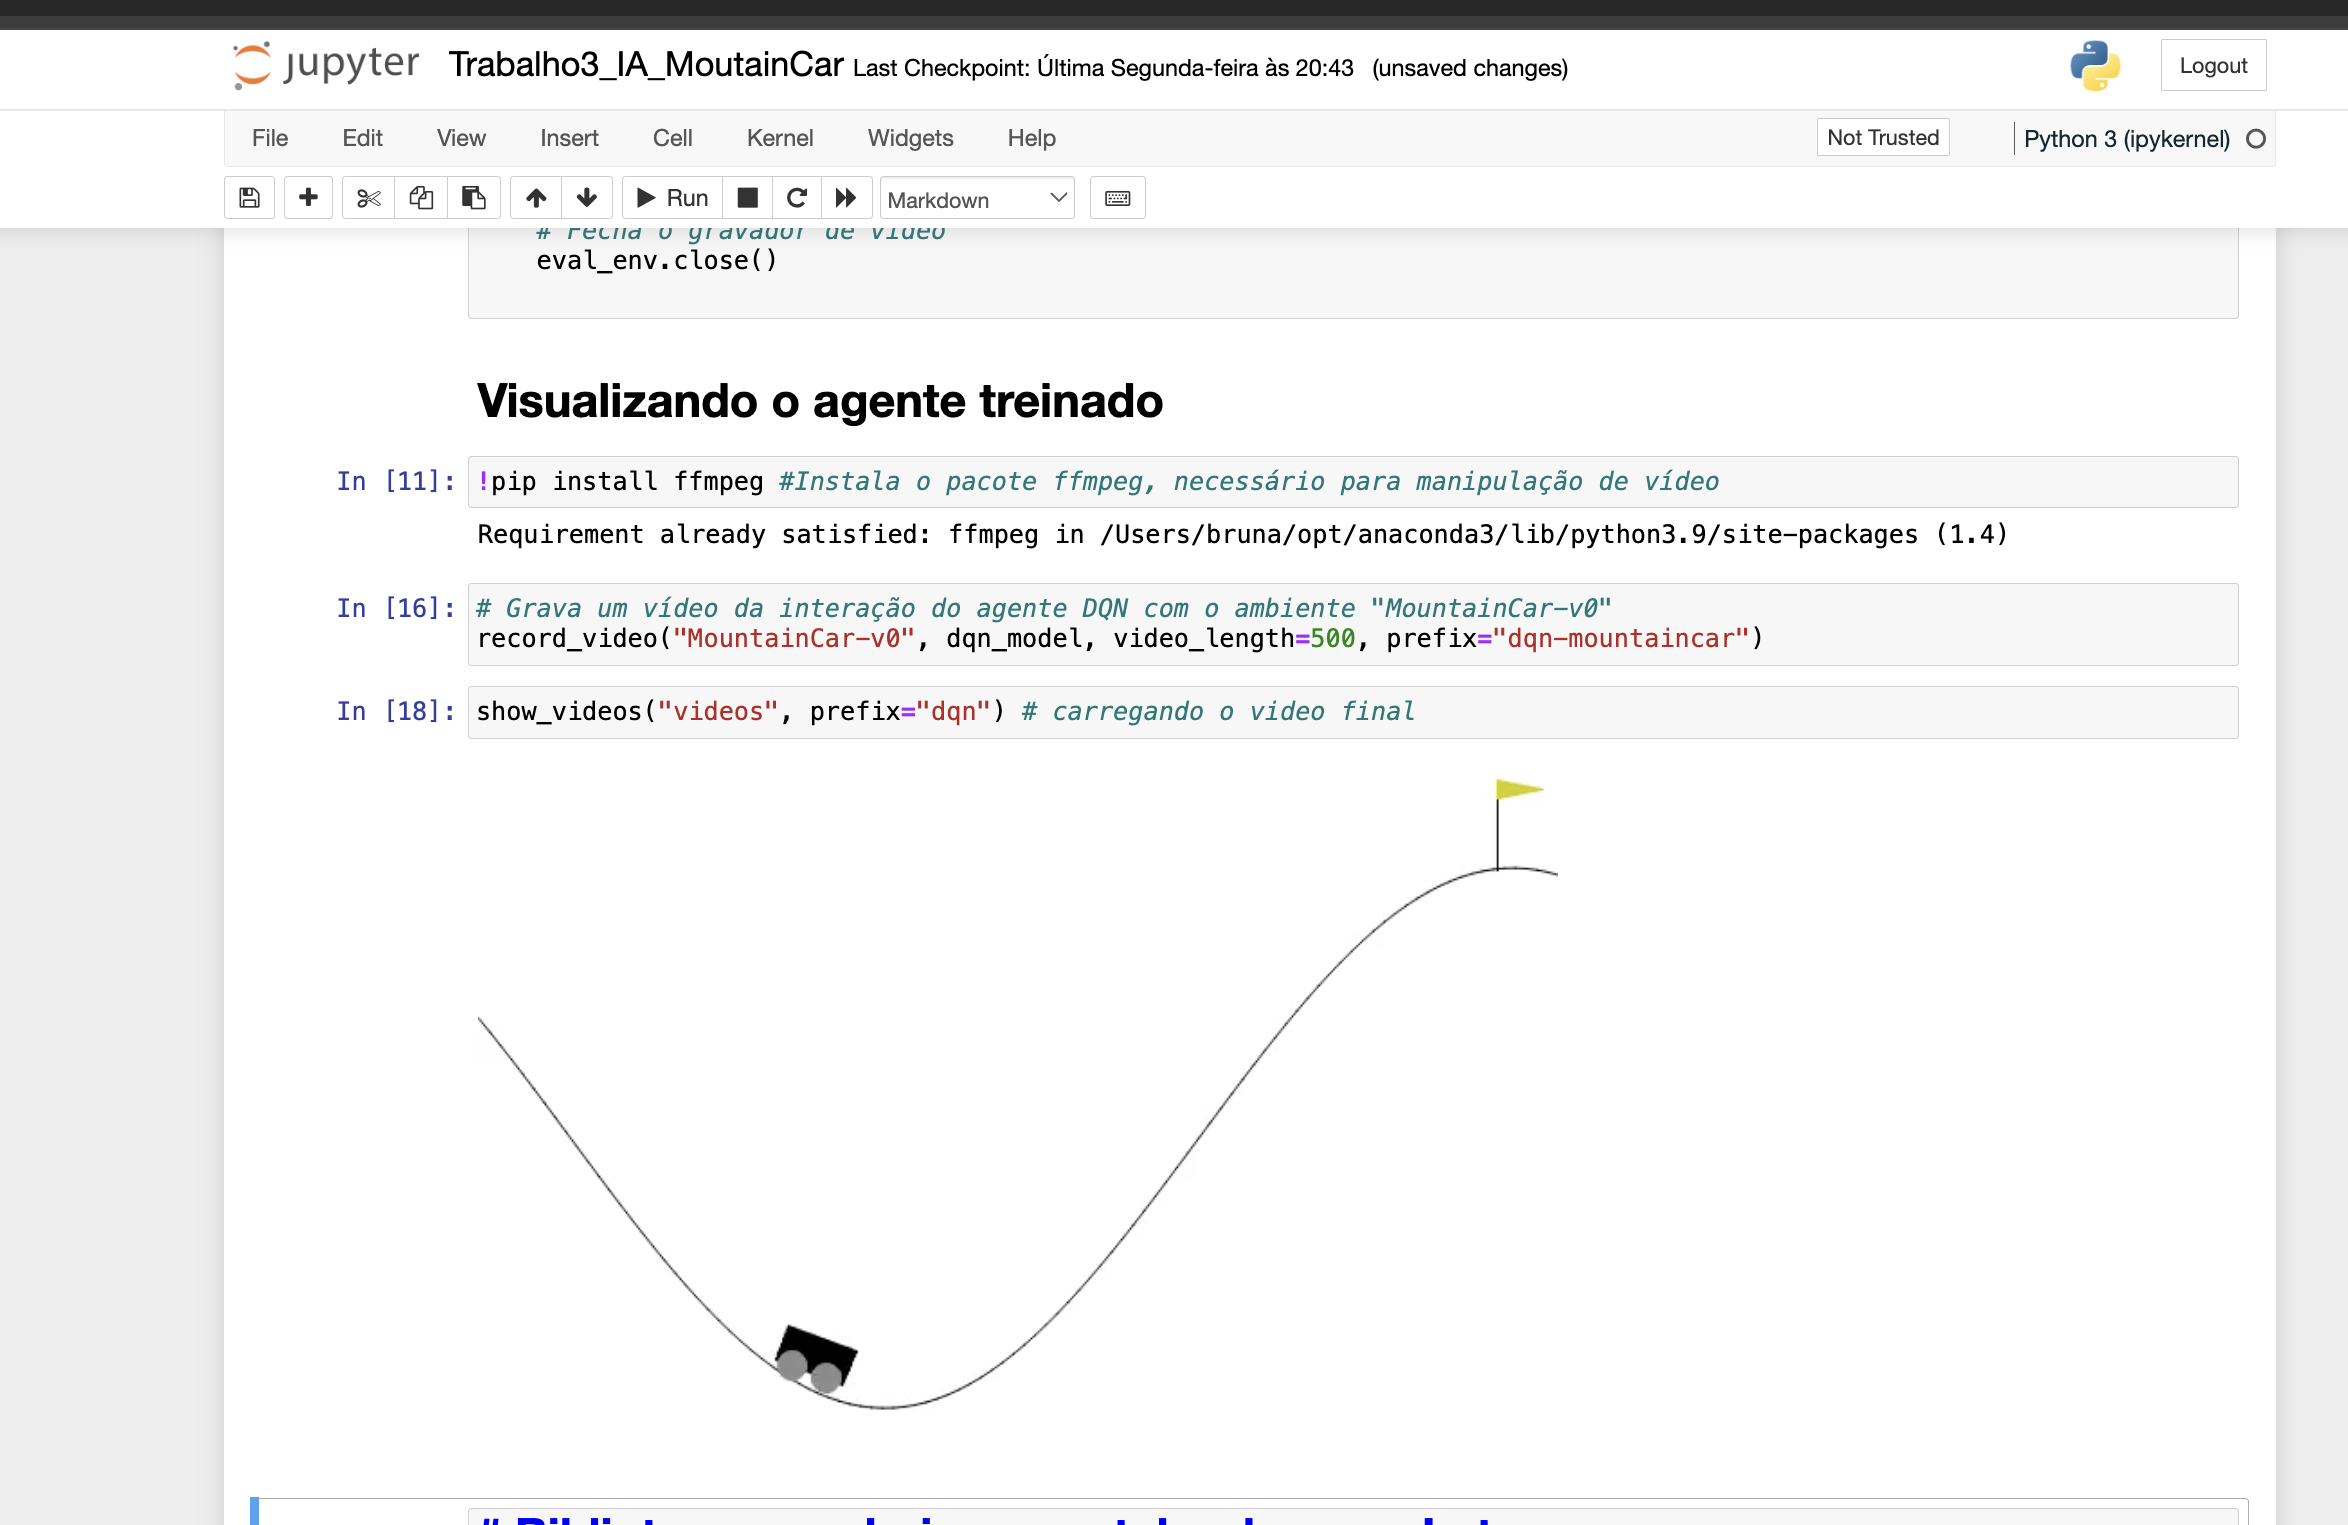 jupyter Trabalho3_IA_MoutainCar Last Checkpoint: Última Segunda-feira às 20:43 (unsaved changes) Logout
File Edit View Insert Cell Kernel Widgets Help Not Trusted Python 3 (ipykernel)
Run Markdown
# Fecha o gravador de vídeo
eval_env.close()
Visualizando o agente treinado
In [11]: !pip install ffmpeg #Instala o pacote ffmpeg, necessário para manipulação de vídeo
Requirement already satisfied: ffmpeg in /Users/bruna/opt/anaconda3/lib/python3.9/site-packages (1.4)
In [16]: # Grava um vídeo da interação do agente DQN com o ambiente "MountainCar-v0"
record_video("MountainCar-v0", dqn_model, video_length=500, prefix="dqn-mountaincar")
In [18]: show_videos("videos", prefix="dqn") # carregando o video final